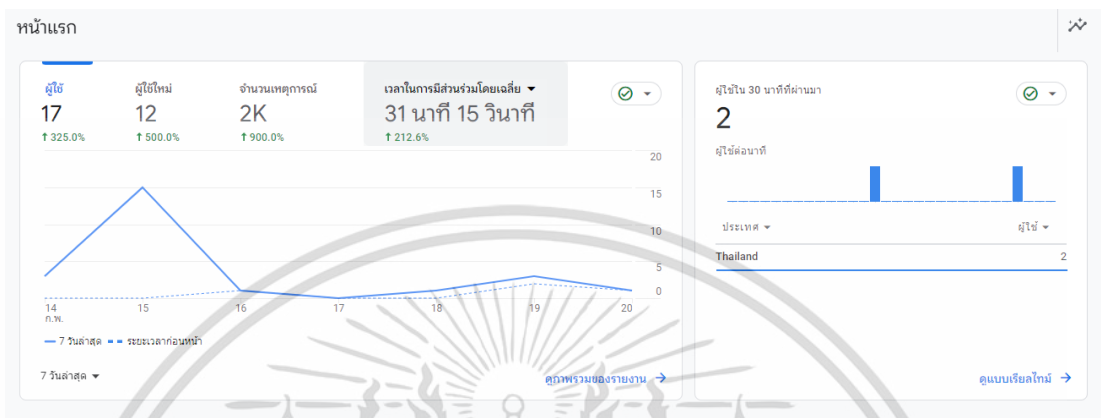 หน้าแรก
ผู้ใช้ ผู้ใช้ใหม่ จำนวนเหตุการณ์ เวลาในการมีส่วนร่วมโดยเฉลี่ย
17 12 2K 31 นาที 15 วินาที
325.0% 500.0% 900.0% 212.6%
20
15
10
5
0
14 15 16 17 18 19 20
ก.พ.
7 วันล่าสุด ระยะเวลาก่อนหน้า
7 วันล่าสุด
ดูภาพรวมของรายงาน
ผู้ใช้ใน 30 นาทีที่ผ่านมา
2
ผู้ใช้ต่อนาที
ประเทศ ผู้ใช้
Thailand 2
ดูแบบเรียลไทม์